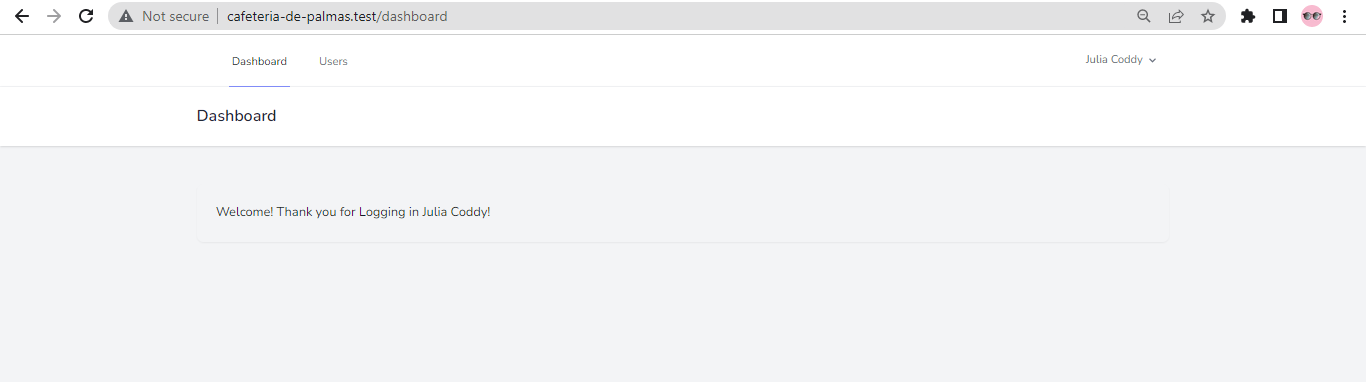 Not secure cafeteria-de-palmas.test/dashboard
Dashboard Users Julia Coddy
Dashboard
Welcome! Thank you for Logging in Julia Coddy!